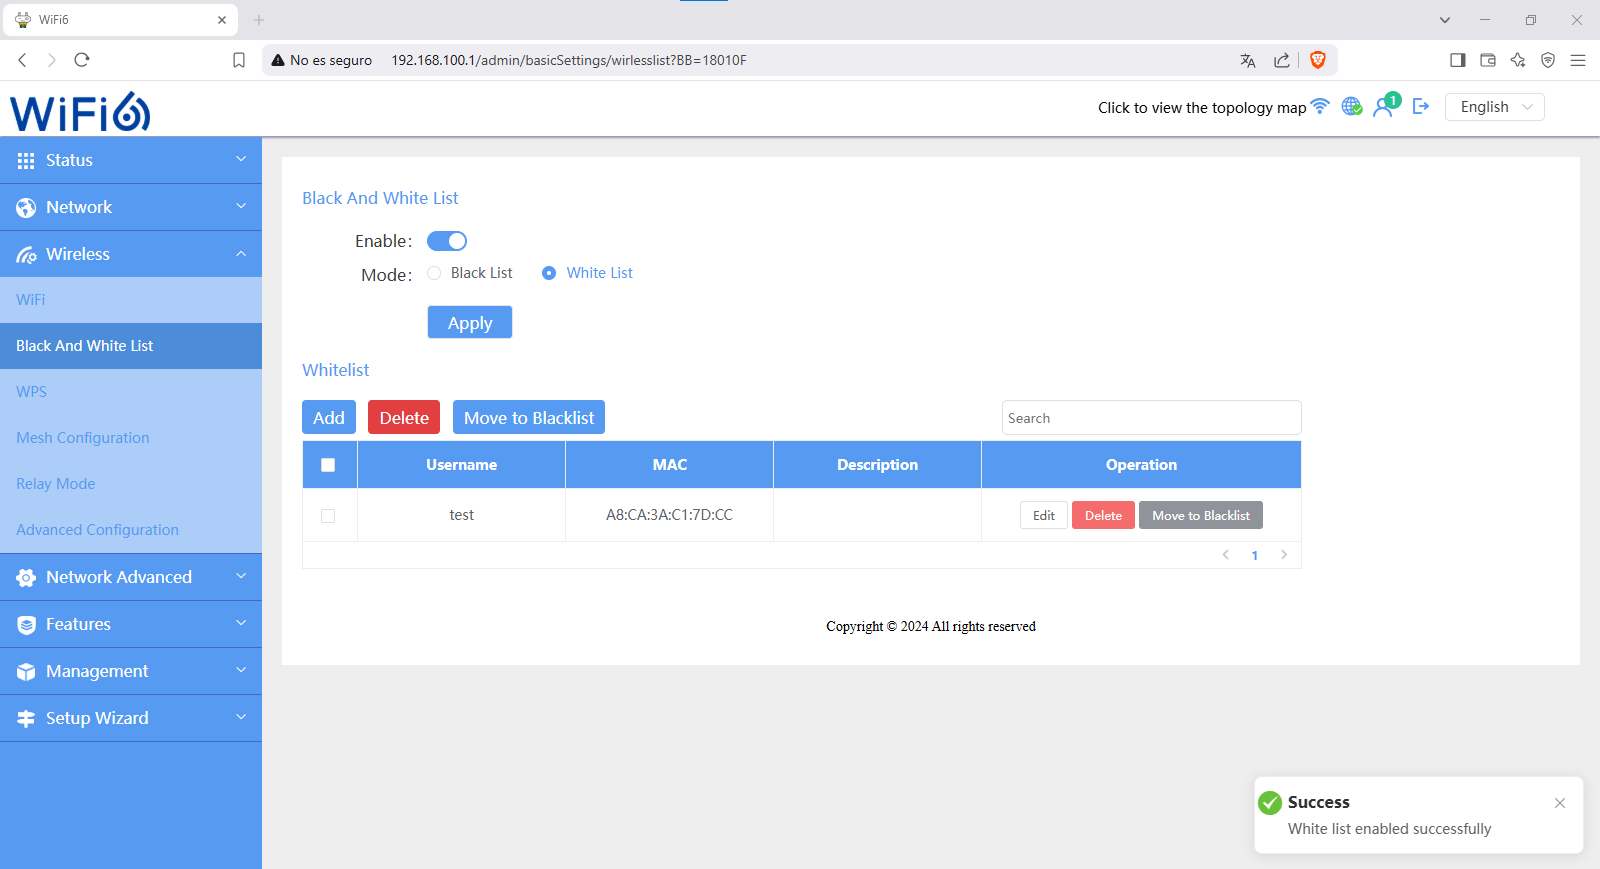 WiFi6
No es seguro 192.168.100.1/admin/basicSettings/wirlesslist?BB=18010F
WiFi6
Click to view the topology map 1 English
Status
Network
Wireless
WiFi
Black And White List
WPS
Mesh Configuration
Relay Mode
Advanced Configuration
Network Advanced
Features
Management
Setup Wizard
Black And White List
Enable:
Mode: Black List White List
Apply
Whitelist
Add Delete Move to Blacklist Search
Username MAC Description Operation
test A8:CA:3A:C1:7D:CC Edit Delete Move to Blacklist
1
Copyright © 2024 All rights reserved
Success
White list enabled successfully